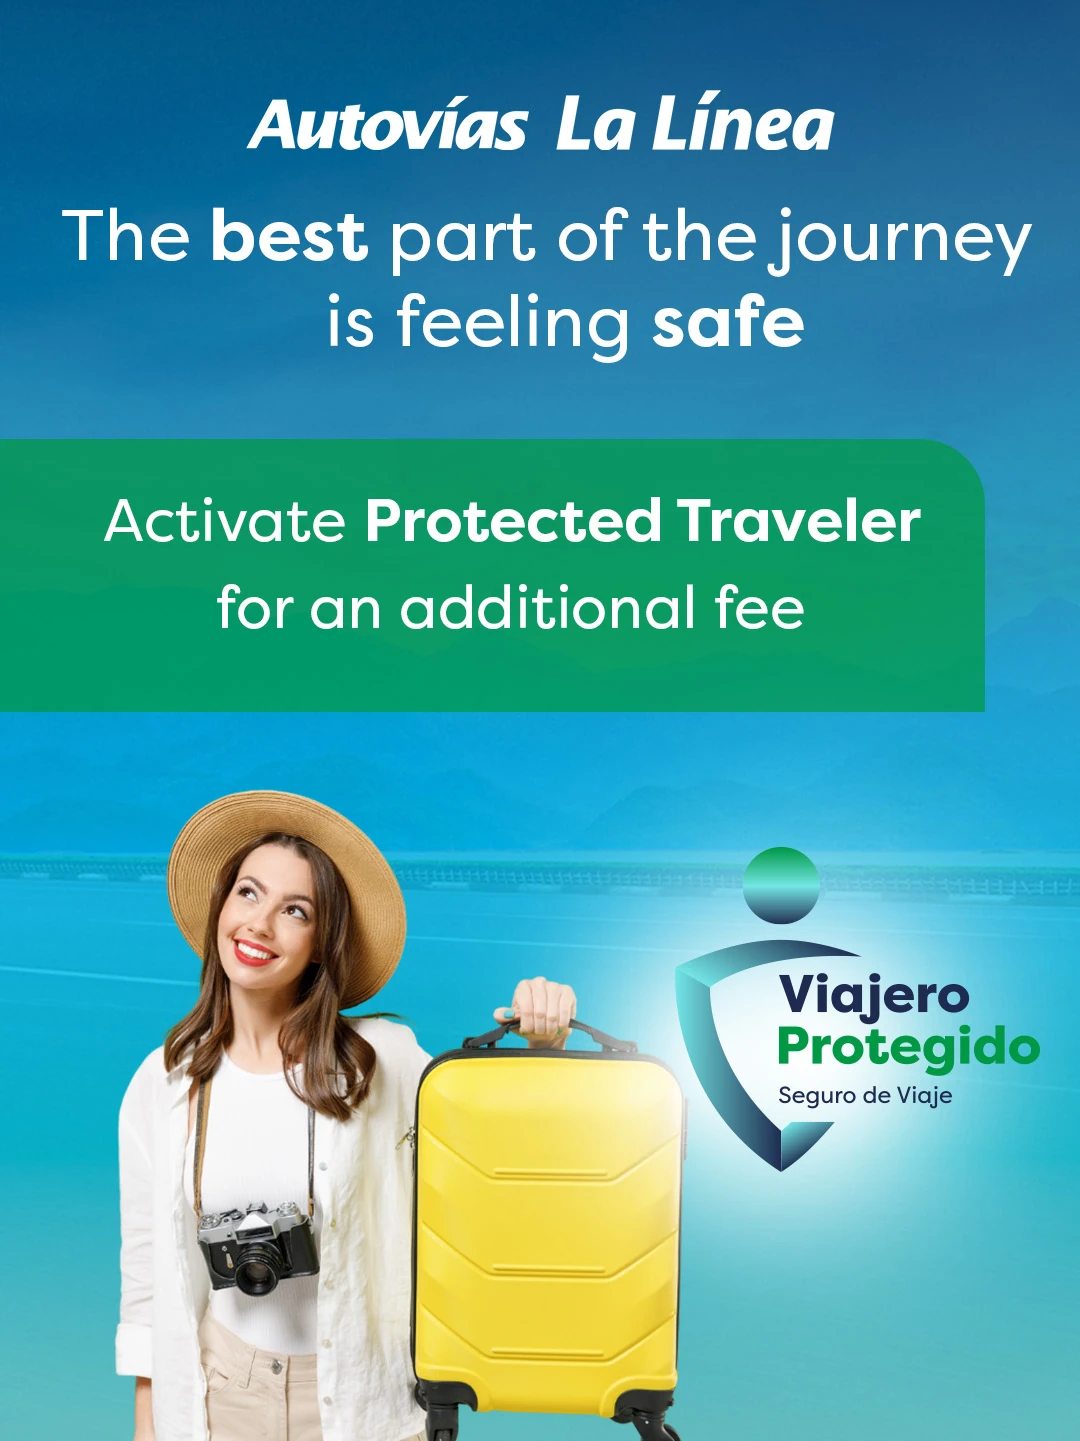 Autovías La Línea
The best part of the journey
is feeling safe
Activate Protected Traveler
for an additional fee
Viajero
Protegido
Seguro de Viaje